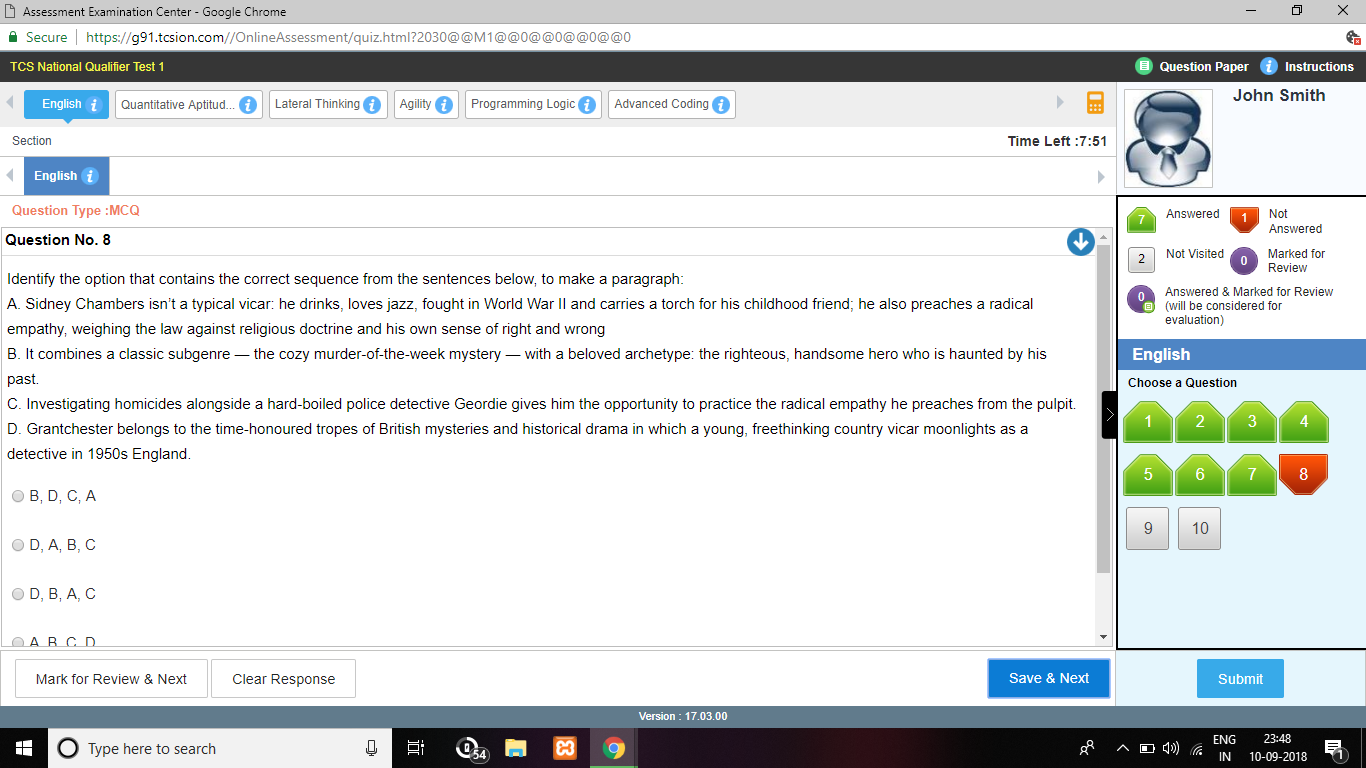 Assessment Examination Center - Google Chrome
Secure | https://g91.tcsion.com//OnlineAssessment/quiz.html?2030@@M1@@0@@0@@0@@0
TCS National Qualifier Test 1
Question Paper
Instructions
English
Quantitative Aptitud...
Lateral Thinking
Agility
Programming Logic
Advanced Coding
John Smith
Section
Time Left :7:51
English
Question Type :MCQ
Question No. 8
Identify the option that contains the correct sequence from the sentences below, to make a paragraph:
A. Sidney Chambers isn't a typical vicar: he drinks, loves jazz, fought in World War II and carries a torch for his childhood friend; he also preaches a radical
empathy, weighing the law against religious doctrine and his own sense of right and wrong
B. It combines a classic subgenre — the cozy murder-of-the-week mystery — with a beloved archetype: the righteous, handsome hero who is haunted by his
past.
C. Investigating homicides alongside a hard-boiled police detective Geordie gives him the opportunity to practice the radical empathy he preaches from the pulpit.
D. Grantchester belongs to the time-honoured tropes of British mysteries and historical drama in which a young, freethinking country vicar moonlights as a
detective in 1950s England.
B, D, C, A
D, A, B, C
D, B, A, C
A, B, C, D
Mark for Review & Next
Clear Response
Save & Next
7 Answered
1 Not
Answered
2 Not Visited
0 Marked for
Review
0 Answered & Marked for Review
(will be considered for
evaluation)
English
Choose a Question
1 2 3 4
5 6 7 8
9 10
Submit
Version : 17.03.00
Type here to search
54
ENG
IN
23:48
10-09-2018
1